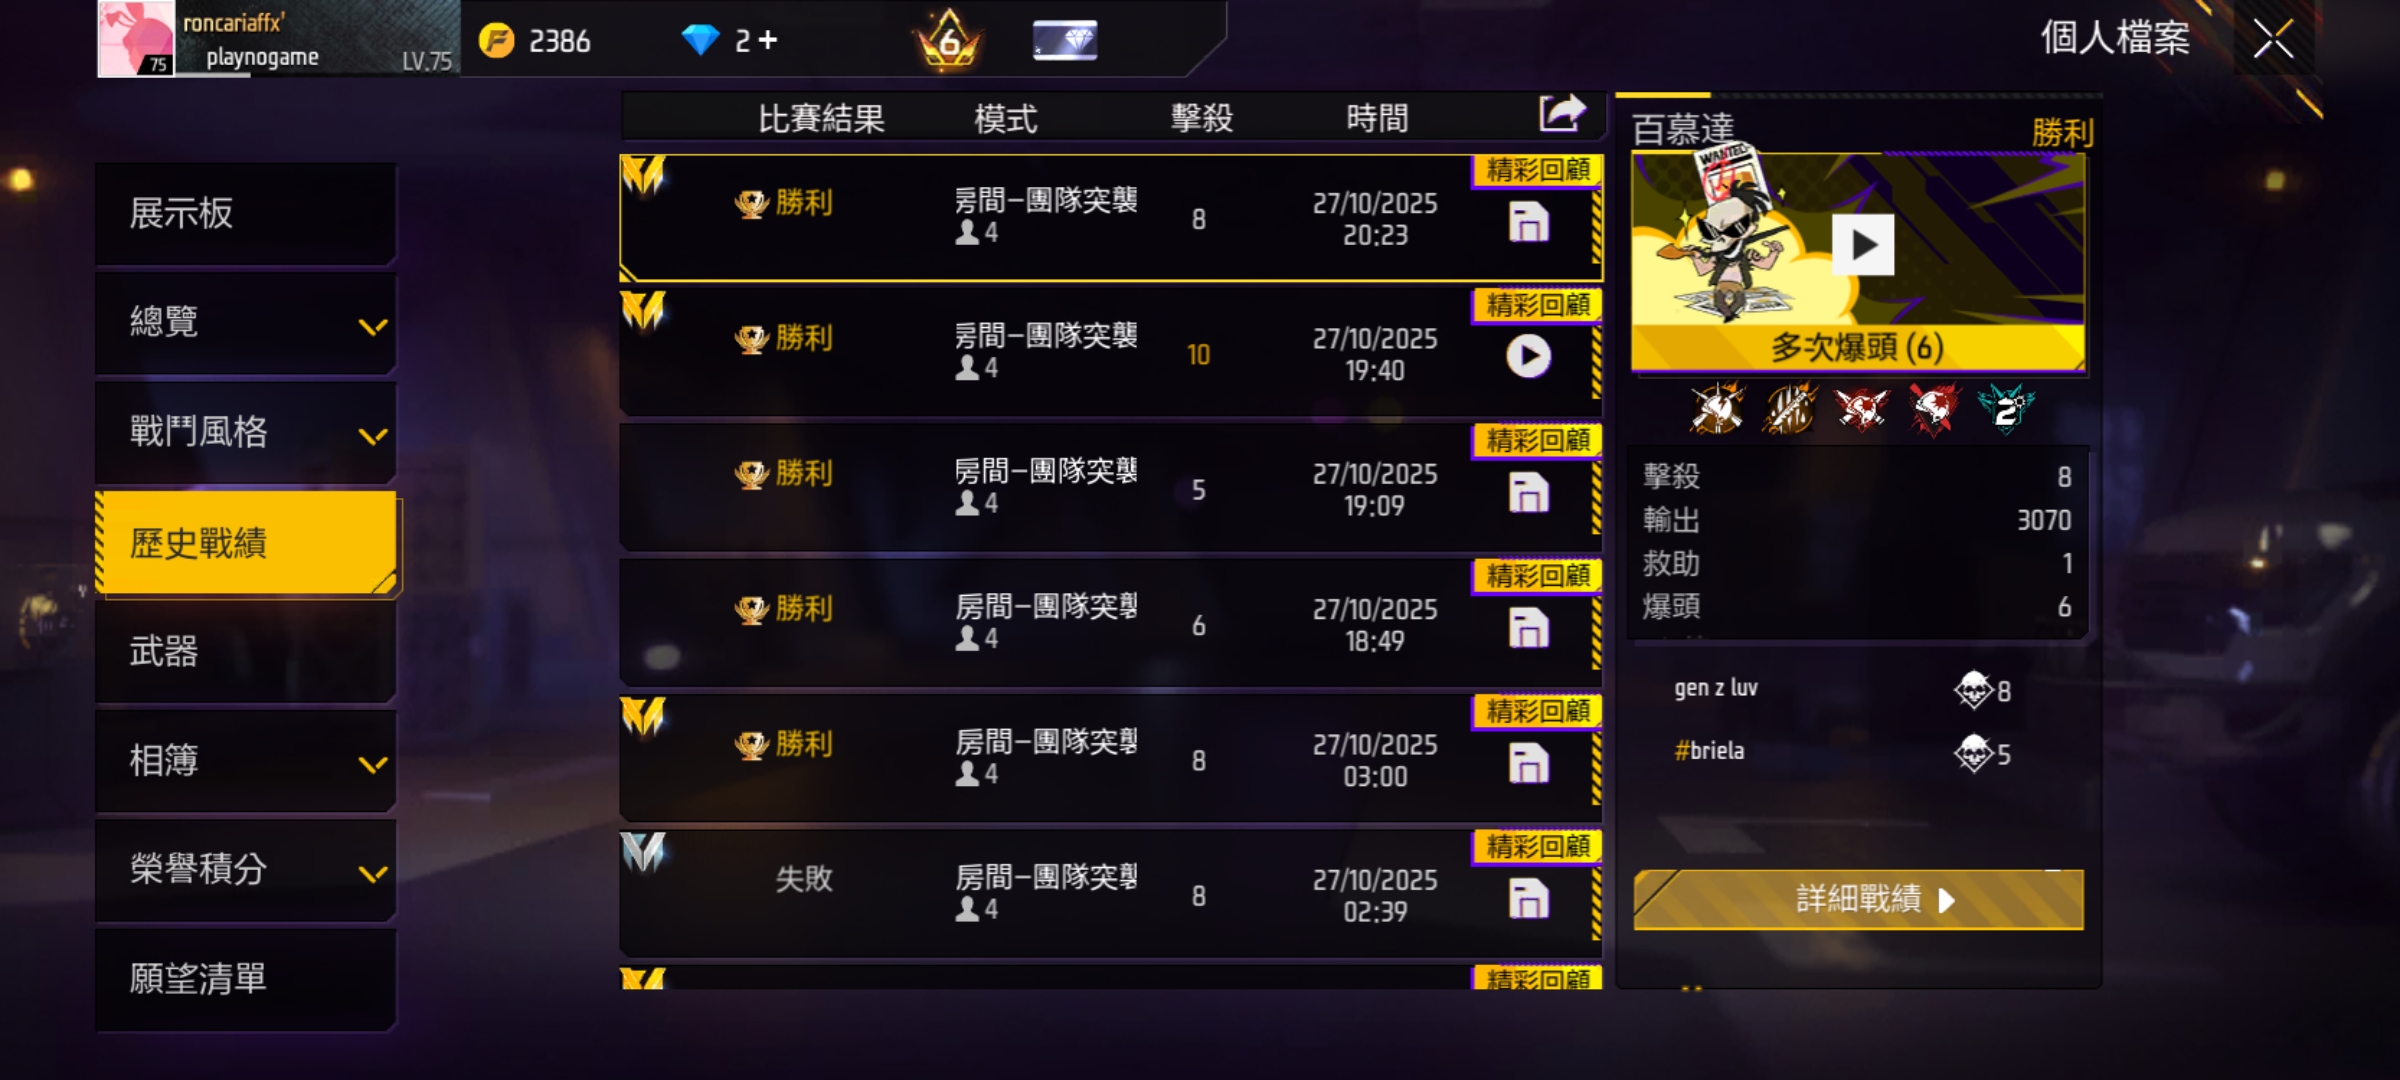 roncariaffx'
playnogame
75
LV.75
2386
2 +
6
個人檔案
展示板
總覽
戰鬥風格
歷史戰績
武器
相簿
榮譽積分
願望清單
比賽結果 模式 擊殺 時間
精彩回顧
勝利 房間-團隊突襲 4 8 27/10/2025 20:23
精彩回顧
勝利 房間-團隊突襲 4 10 27/10/2025 19:40
精彩回顧
勝利 房間-團隊突襲 4 5 27/10/2025 19:09
精彩回顧
勝利 房間-團隊突襲 4 6 27/10/2025 18:49
精彩回顧
勝利 房間-團隊突襲 4 8 27/10/2025 03:00
精彩回顧
失敗 房間-團隊突襲 4 8 27/10/2025 02:39
精彩回顧
百慕達 勝利
WANTED
多次爆頭 (6)
2
擊殺 8
輸出 3070
救助 1
爆頭 6
gen z luv 8
#briela 5
詳細戰績